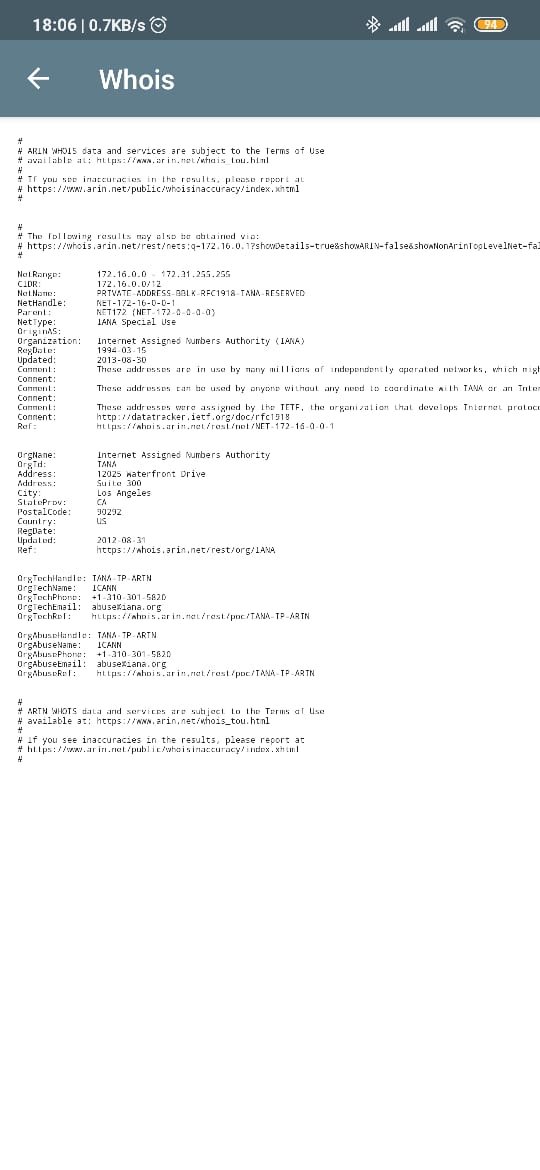 18:06 | 0.7KB/s
94
Whois
#
# ARIN WHOIS data and services are subject to the Terms of Use
# available at: https://www.arin.net/whois_tou.html
#
# If you see inaccuracies in the results, please report at
# https://www.arin.net/public/whoisinaccuracy/index.xhtml
#
#
# The following results may also be obtained via:
# https://whois.arin.net/rest/nets;q=172.16.0.1?showDetails=true&showARIN=false&showNonArinTopLevelNet=fal
#
NetRange: 172.16.0.0 - 172.31.255.255
CIDR: 172.16.0.0/12
NetName: PRIVATE-ADDRESS-BBLK-RFC1918-IANA-RESERVED
NetHandle: NET-172-16-0-0-1
Parent: NET172 (NET-172-0-0-0-0)
NetType: IANA Special Use
OriginAS:
Organization: Internet Assigned Numbers Authority (IANA)
RegDate: 1994-03-15
Updated: 2013-08-30
Comment: These addresses are in use by many millions of independently operated networks, which migh
Comment:
Comment: These addresses can be used by anyone without any need to coordinate with IANA or an Inter
Comment:
Comment: These addresses were assigned by the IETF, the organization that develops Internet protoco
Comment: http://datatracker.ietf.org/doc/rfc1918
Ref: https://whois.arin.net/rest/net/NET-172-16-0-0-1
OrgName: Internet Assigned Numbers Authority
OrgId: IANA
Address: 12025 Waterfront Drive
Address: Suite 300
City: Los Angeles
StateProv: CA
PostalCode: 90292
Country: US
RegDate:
Updated: 2012-08-31
Ref: https://whois.arin.net/rest/org/IANA
OrgTechHandle: IANA-IP-ARIN
OrgTechName: ICANN
OrgTechPhone: +1-310-301-5820
OrgTechEmail: abuse@iana.org
OrgTechRef: https://whois.arin.net/rest/poc/IANA-IP-ARIN
OrgAbuseHandle: IANA-IP-ARIN
OrgAbuseName: ICANN
OrgAbusePhone: +1-310-301-5820
OrgAbuseEmail: abuse@iana.org
OrgAbuseRef: https://whois.arin.net/rest/poc/IANA-IP-ARIN
#
# ARIN WHOIS data and services are subject to the Terms of Use
# available at: https://www.arin.net/whois_tou.html
#
# If you see inaccuracies in the results, please report at
# https://www.arin.net/public/whoisinaccuracy/index.xhtml
#